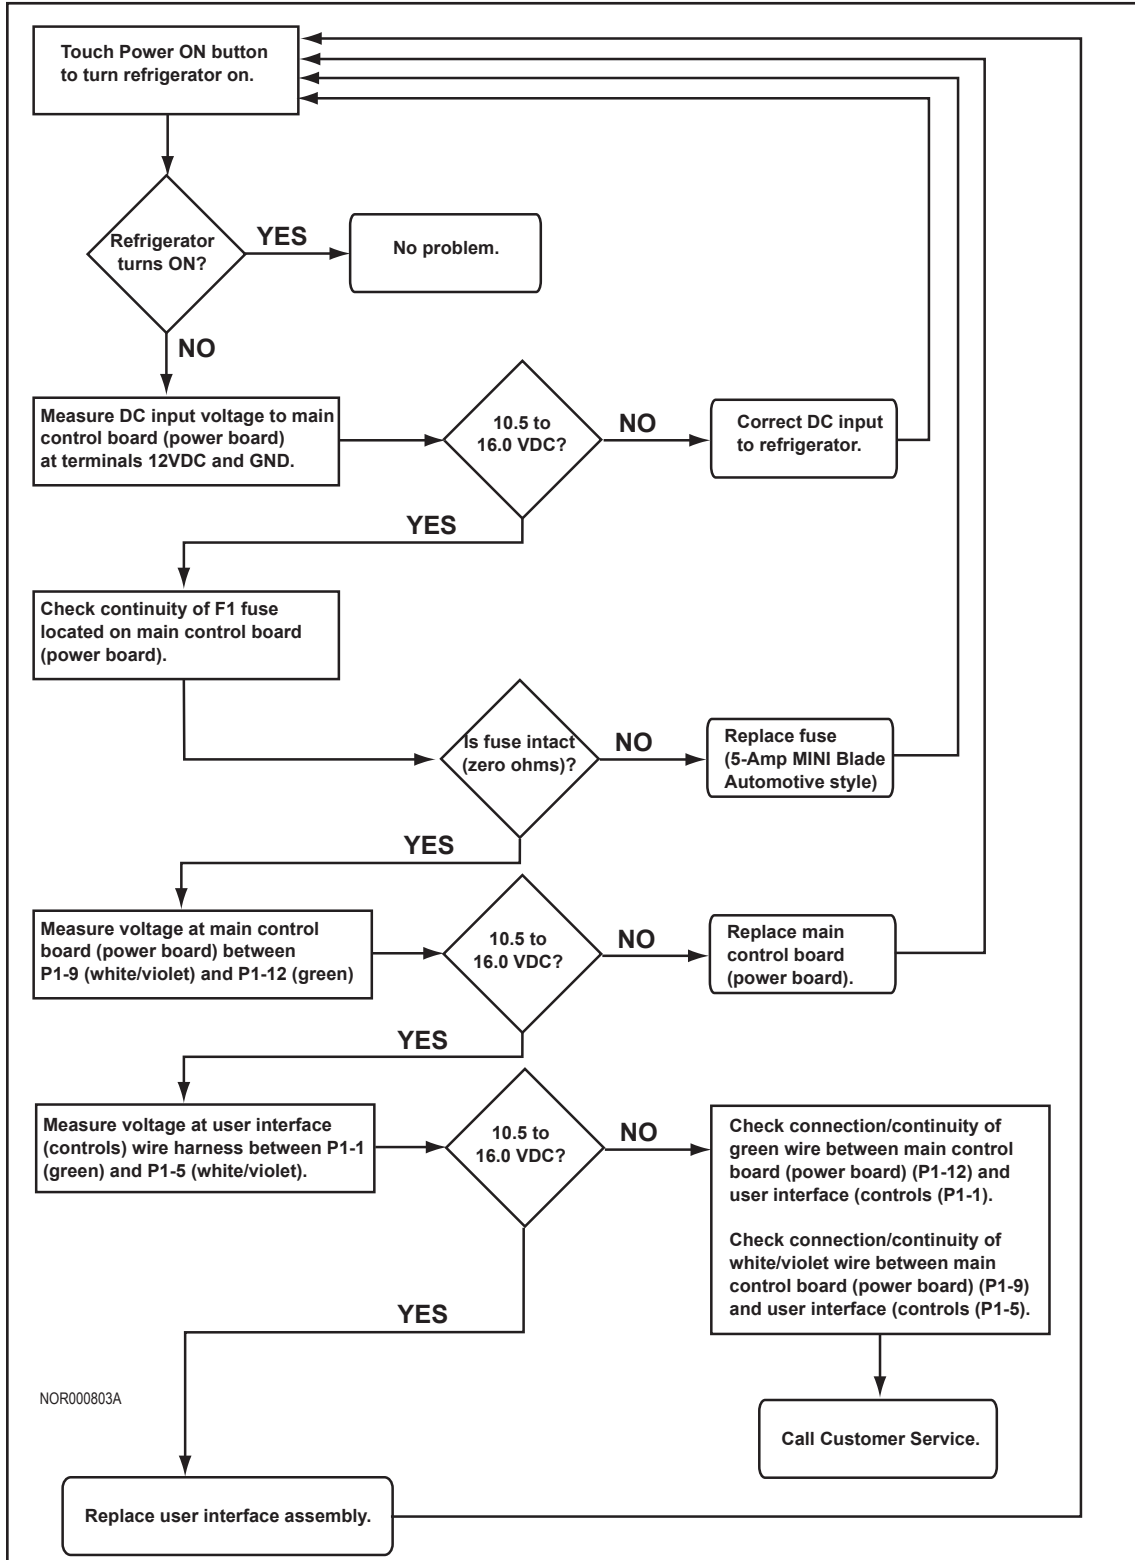 Touch Power ON button
to turn refrigerator on.
Refrigerator
turns ON?
YES
No problem.
NO
Measure DC input voltage to main
control board (power board)
at terminals 12VDC and GND.
10.5 to
16.0 VDC?
NO
Correct DC input
to refrigerator.
YES
Check continuity of F1 fuse
located on main control board
(power board).
Is fuse intact
(zero ohms)?
NO
Replace fuse
(5-Amp MINI Blade
Automotive style)
YES
Measure voltage at main control
board (power board) between
P1-9 (white/violet) and P1-12 (green)
10.5 to
16.0 VDC?
NO
Replace main
control board
(power board).
YES
Measure voltage at user interface
(controls) wire harness between P1-1
(green) and P1-5 (white/violet).
10.5 to
16.0 VDC?
NO
Check connection/continuity of
green wire between main control
board (power board) (P1-12) and
user interface (controls (P1-1).
Check connection/continuity of
white/violet wire between main
control board (power board) (P1-9)
and user interface (controls (P1-5).
YES
NOR000803A
Call Customer Service.
Replace user interface assembly.